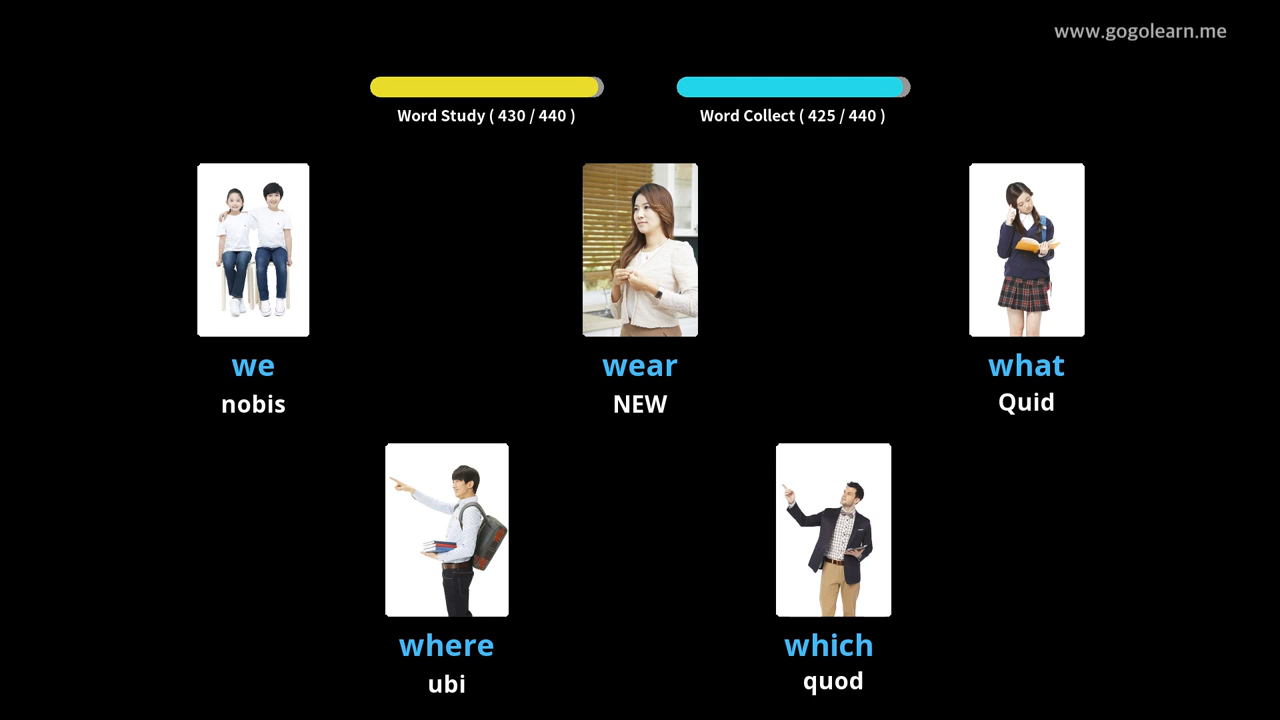 www.gogolearn.me
Word Study ( 430 / 440 )
Word Collect ( 425 / 440 )
we
nobis
wear
NEW
what
Quid
where
ubi
which
quod